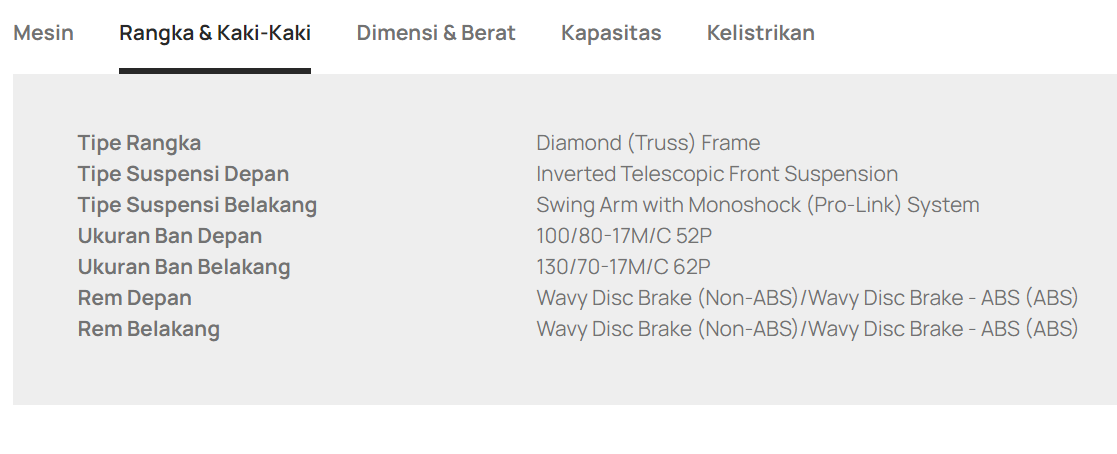 Mesin Rangka & Kaki-Kaki Dimensi & Berat Kapasitas Kelistrikan
Tipe Rangka Diamond (Truss) Frame
Tipe Suspensi Depan Inverted Telescopic Front Suspension
Tipe Suspensi Belakang Swing Arm with Monoshock (Pro-Link) System
Ukuran Ban Depan 100/80-17M/C 52P
Ukuran Ban Belakang 130/70-17M/C 62P
Rem Depan Wavy Disc Brake (Non-ABS)/Wavy Disc Brake - ABS (ABS)
Rem Belakang Wavy Disc Brake (Non-ABS)/Wavy Disc Brake - ABS (ABS)